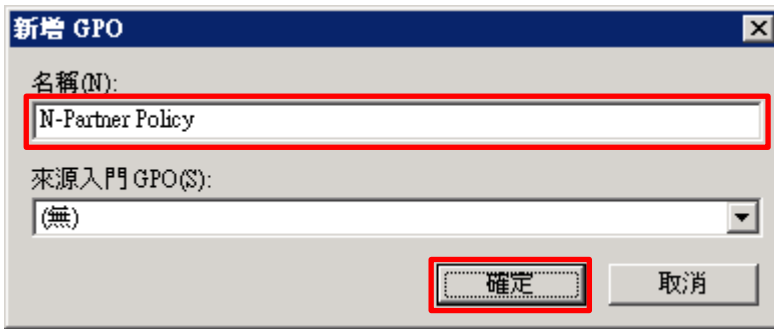 新增 GPO
名稱(N):
N-Partner Policy
來源入門 GPO(S):
(無)
確定
取消